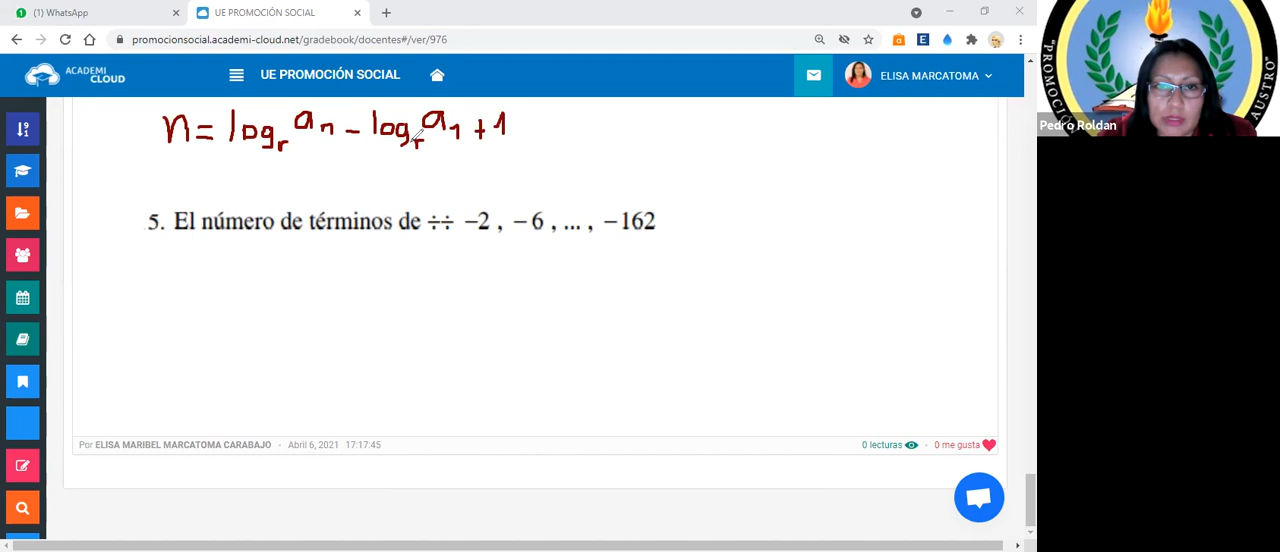 (1) WhatsApp
UE PROMOCIÓN SOCIAL
promocionsocial.academi-cloud.net/gradebook/docentes#/ver/976
ACADEMI
CLOUD
UE PROMOCIÓN SOCIAL
ELISA MARCATOMA
n = log_r a_n - log_r a_1 + 1
5. El número de términos de ÷÷ −2 , −6 , ... , −162
Por ELISA MARIBEL MARCATOMA CARABAJO - Abril 6, 2021 17:17:45
0 lecturas - 0 me gusta
Pedro Roldan